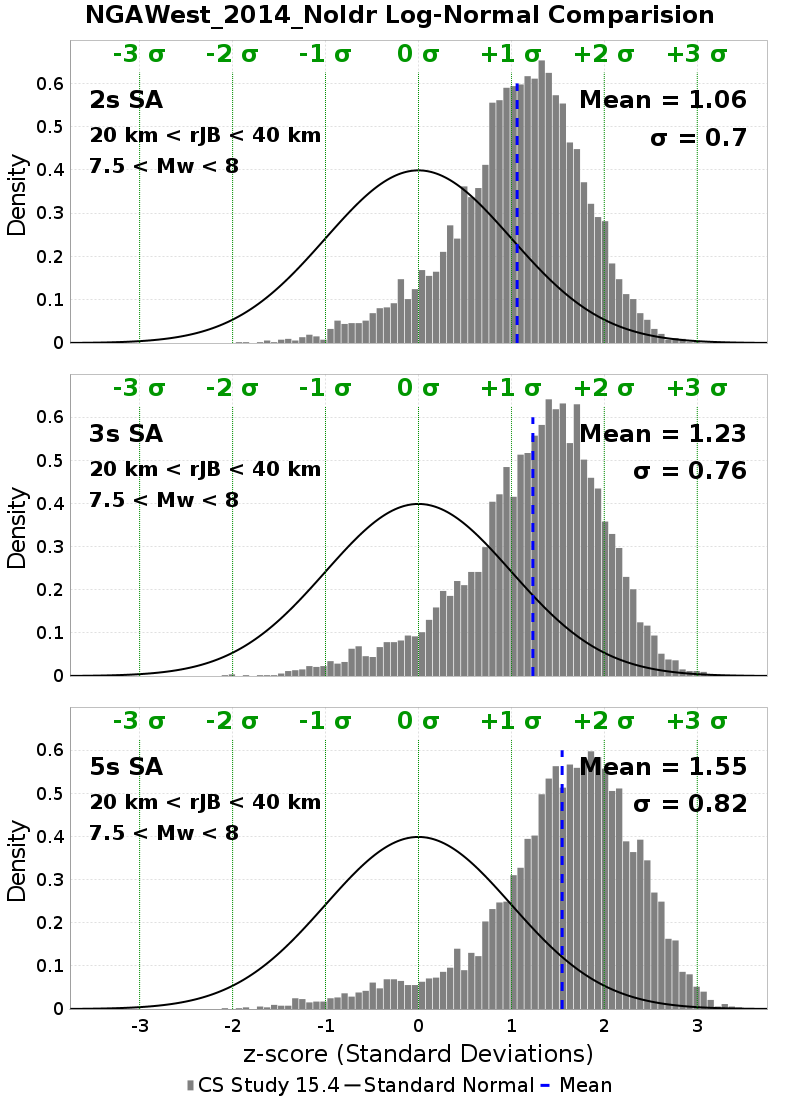 NGAWest_2014_NoIdr Log-Normal Comparision
-3 σ -2 σ -1 σ 0 σ +1 σ +2 σ +3 σ
2s SA
Mean = 1.06
20 km < rJB < 40 km
σ = 0.7
7.5 < Mw < 8
Density
0.6
0.5
0.4
0.3
0.2
0.1
0
-3 σ -2 σ -1 σ 0 σ +1 σ +2 σ +3 σ
3s SA
Mean = 1.23
20 km < rJB < 40 km
σ = 0.76
7.5 < Mw < 8
Density
0.6
0.5
0.4
0.3
0.2
0.1
0
-3 σ -2 σ -1 σ 0 σ +1 σ +2 σ +3 σ
5s SA
Mean = 1.55
20 km < rJB < 40 km
σ = 0.82
7.5 < Mw < 8
Density
0.6
0.5
0.4
0.3
0.2
0.1
0
-3 -2 -1 0 1 2 3
z-score (Standard Deviations)
CS Study 15.4 Standard Normal Mean